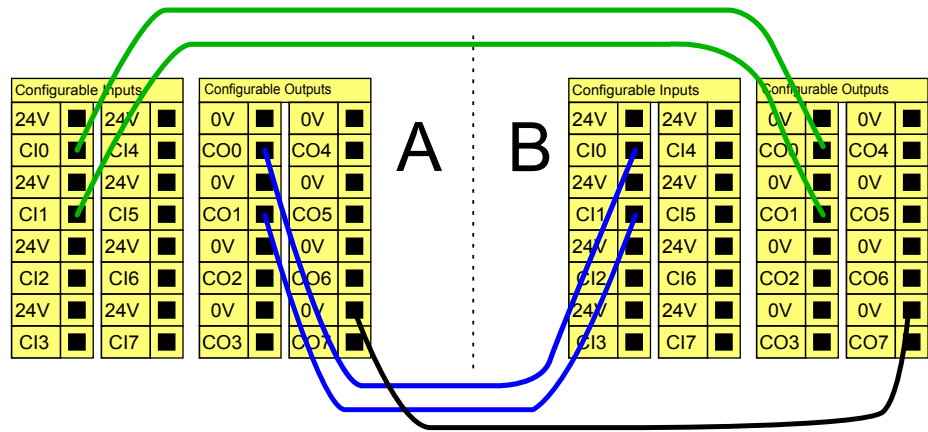 Configurable Inputs Configurable Outputs A B Configurable Inputs Configurable Outputs
24V 24V 0V 0V 24V 24V 0V 0V
CI0 CI4 CO0 CO4 CI0 CI4 CO0 CO4
24V 24V 0V 0V 24V 24V 0V 0V
CI1 CI5 CO1 CO5 CI1 CI5 CO1 CO5
24V 24V 0V 0V 24V 24V 0V 0V
CI2 CI6 CO2 CO6 CI2 CI6 CO2 CO6
24V 24V 0V 0V 24V 24V 0V 0V
CI3 CI7 CO3 CO7 CI3 CI7 CO3 CO7